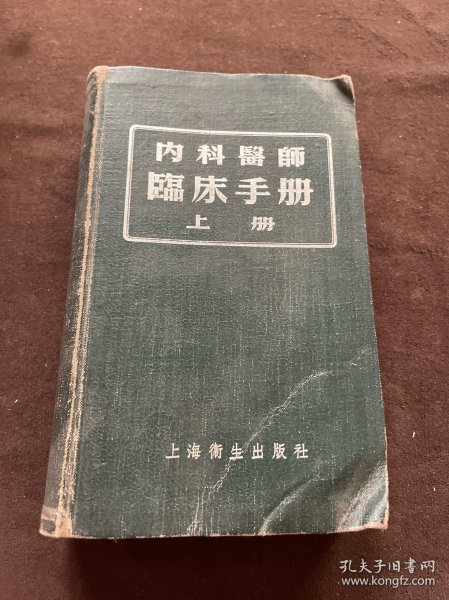 内科醫師
臨床手册
上册
上海衛生出版社
孔夫子旧书网
www.kongfz.com